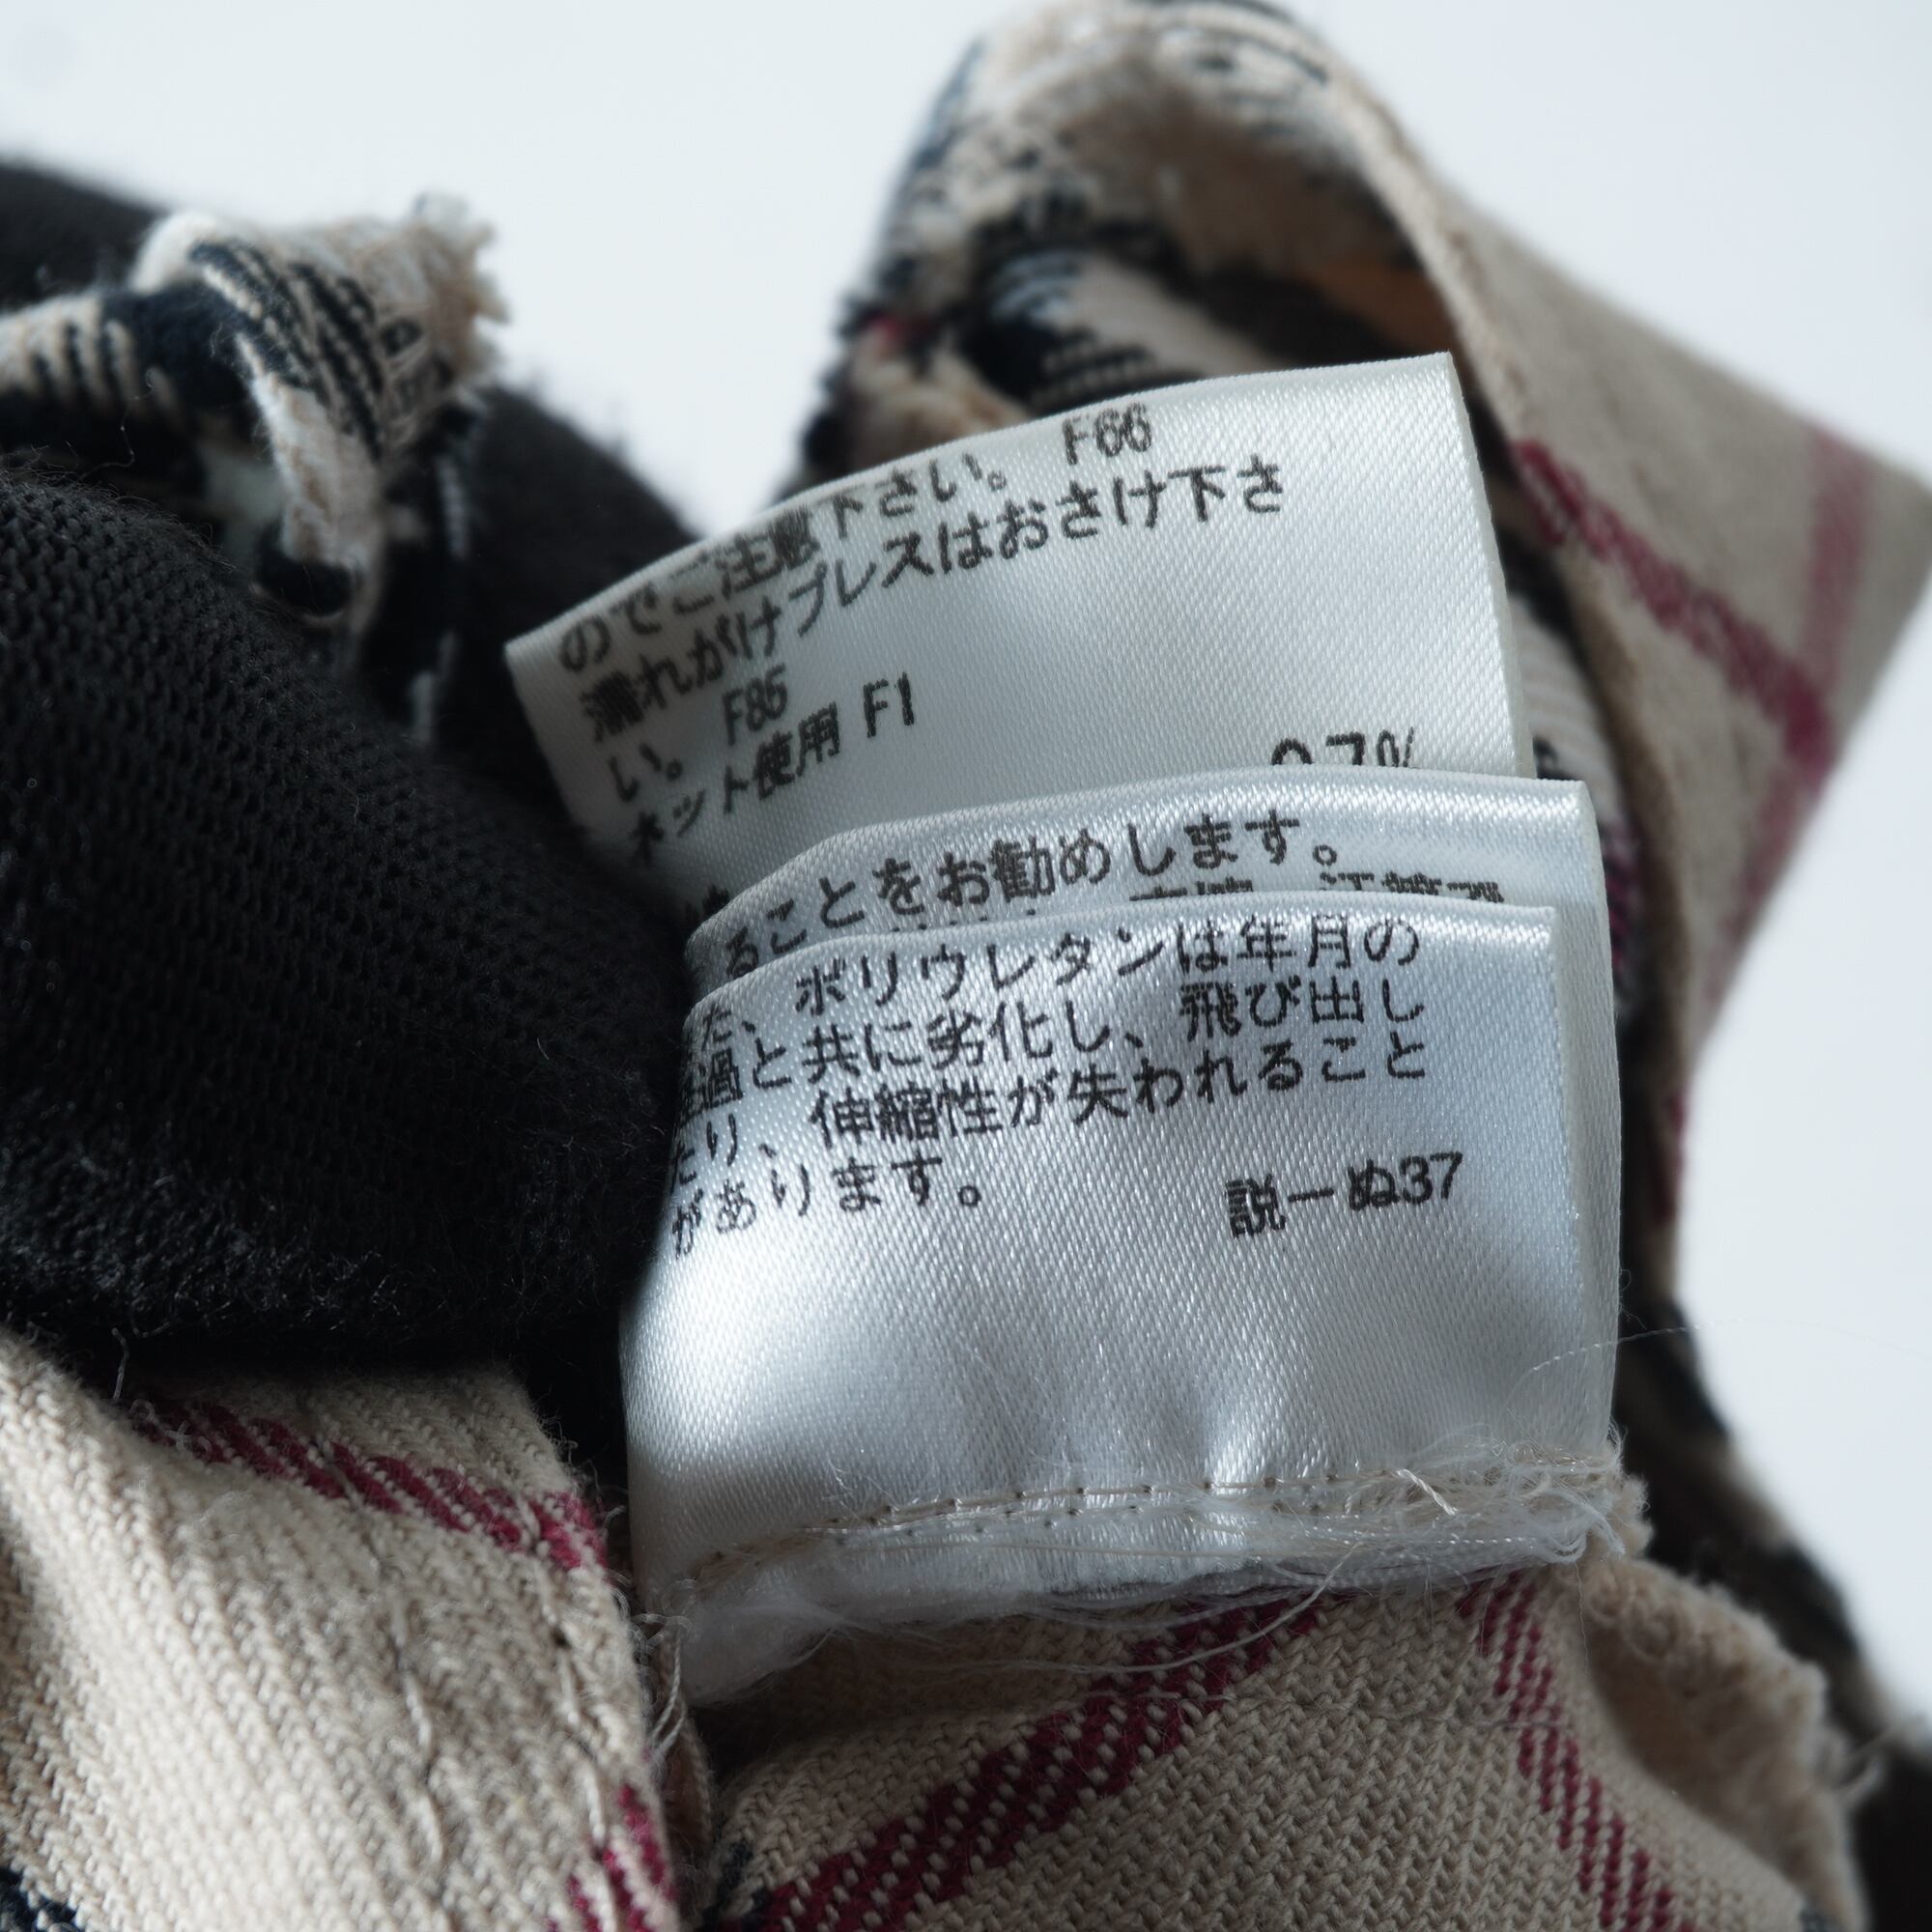 のでご注意下さい。 F66
濡れがけプレスはおさけ下さ
い。 F85
ネット使用 F1
ることをお勧めします。
た、ポリウレタンは年月の
経過と共に劣化し、飛び出し
たり、伸縮性が失われること
があります。
説ーぬ37